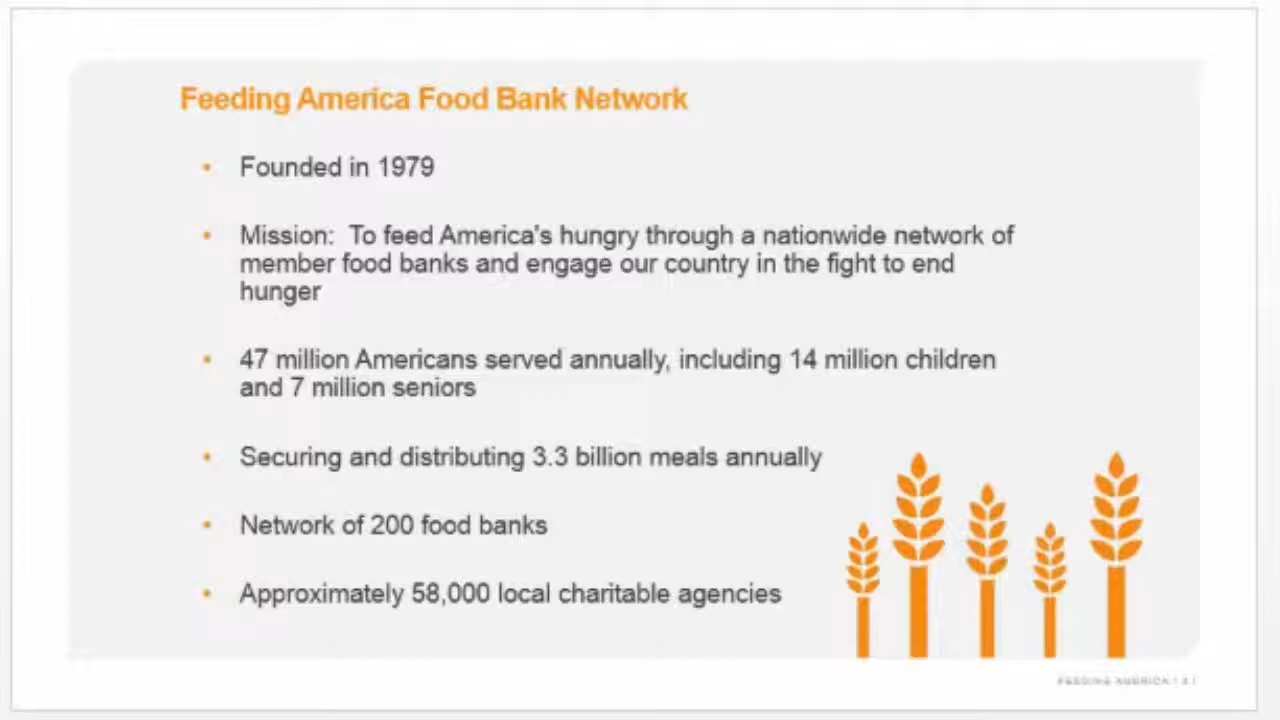 Feeding America Food Bank Network
• Founded in 1979
• Mission:  To feed America's hungry through a nationwide network of
member food banks and engage our country in the fight to end
hunger
• 47 million Americans served annually, including 14 million children
and 7 million seniors
• Securing and distributing 3.3 billion meals annually
• Network of 200 food banks
• Approximately 58,000 local charitable agencies
FEEDING AMERICA